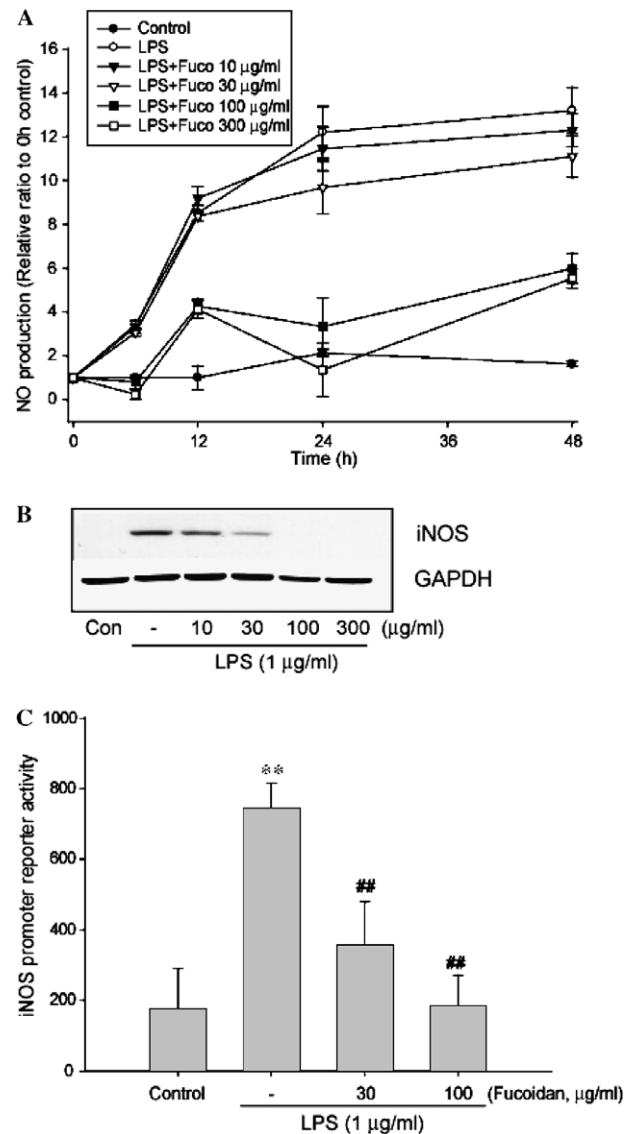 A
Control
LPS
LPS+Fuco 10 µg/ml
LPS+Fuco 30 µg/ml
LPS+Fuco 100 µg/ml
LPS+Fuco 300 µg/ml
NO production (Relative ratio to 0h control)
16
14
12
10
8
6
4
2
0
0 12 24 36 48
Time (h)
B
iNOS
GAPDH
Con - 10 30 100 300 (µg/ml)
LPS (1 µg/ml)
C
iNOS promoter reporter activity
1000
800
600
400
200
0
**
##
##
Control - 30 100 (Fucoidan, µg/ml)
LPS (1 µg/ml)